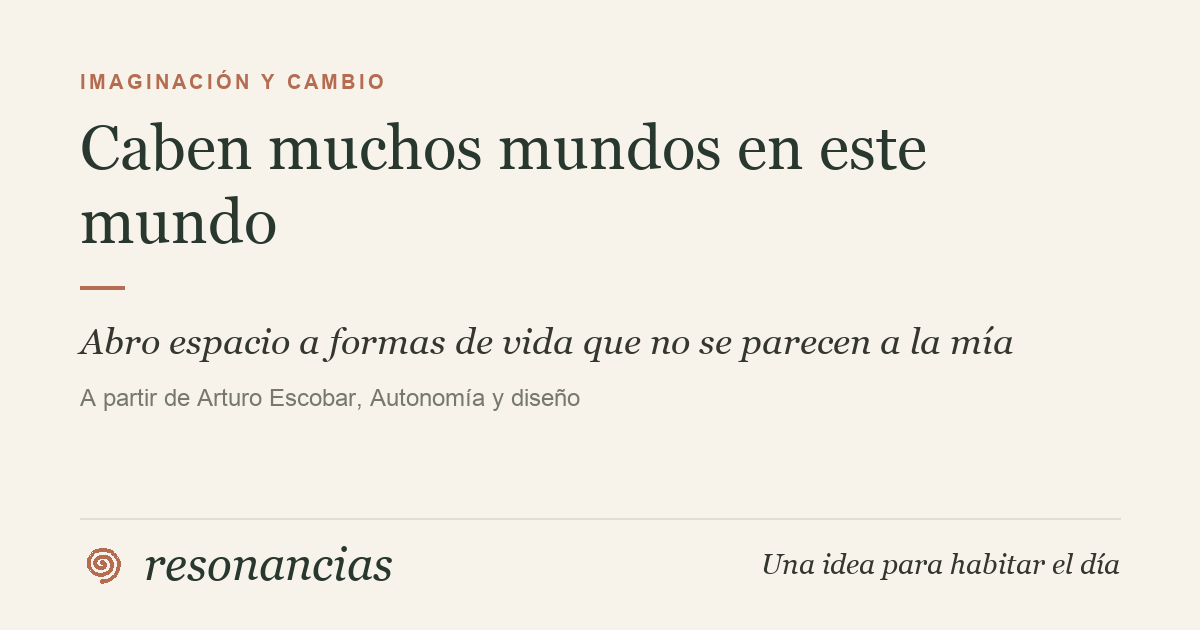 IMAGINACIÓN Y CAMBIO
Caben muchos mundos en este
mundo
Abro espacio a formas de vida que no se parecen a la mía
A partir de Arturo Escobar, Autonomía y diseño
resonancias
Una idea para habitar el día